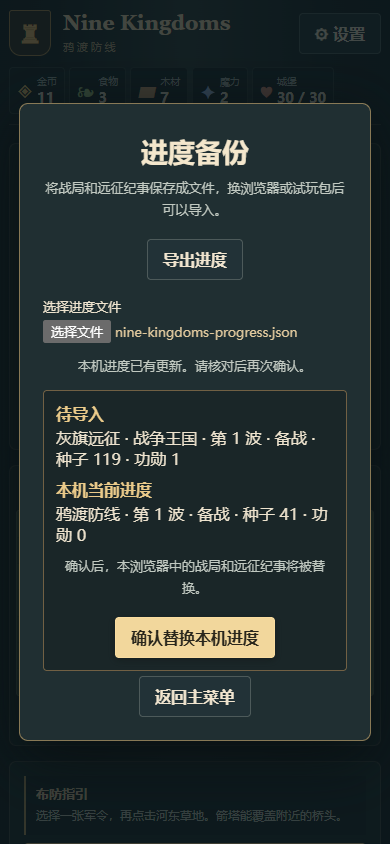 Nine Kingdoms
鸦渡防线
设置
金币
11
食物
3
木材
7
魔力
2
城堡
30 / 30
进度备份
将战局和远征纪事保存成文件，换浏览器或试玩包后
可以导入。
导出进度
选择进度文件
选择文件 nine-kingdoms-progress.json
本机进度已有更新。请核对后再次确认。
待导入
灰旗远征 · 战争王国 · 第 1 波 · 备战 ·
种子 119 · 功勋 1
本机当前进度
鸦渡防线 · 第 1 波 · 备战 · 种子 41 · 功
勋 0
确认后，本浏览器中的战局和远征纪事将被替
换。
确认替换本机进度
返回主菜单
布防指引
选择一张军令，再点击河东草地。箭塔能覆盖附近的桥头。